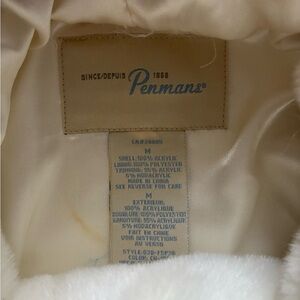 SINCE/DEPUIS 1868
Penmans®
M
SHELL: 100% ACRYLIC
LINING: 100% POLYESTER
TRIMMING: 95% ACRYLIC
5% MODACRYLIC
MADE IN CHINA
SEE REVERSE FOR CARE
M
EXTERIEUR:
100% ACRYLIQUE
DOUBLURE: 100% POLYESTER
GARNITURE: 95% ACRYLIQUE
5% MODACRYLIC
FAIT EN CHINE
VOIR INSTRUCTIONS
AU VERSO